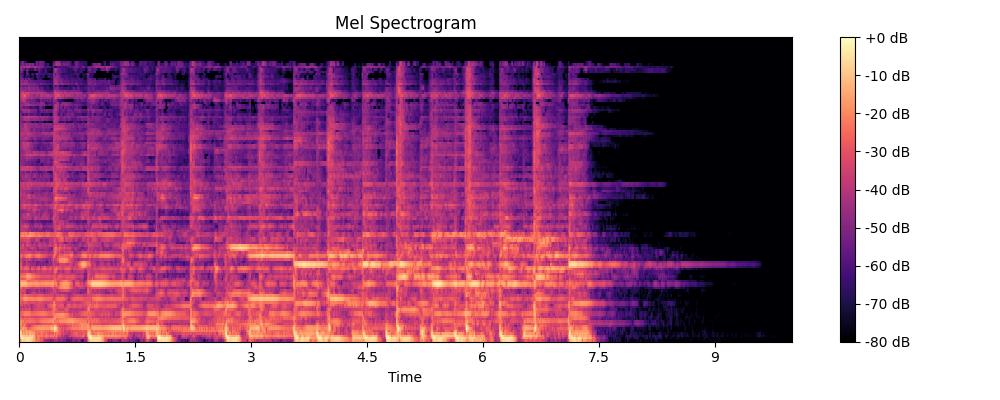 Mel Spectrogram
+0 dB
-10 dB
-20 dB
-30 dB
-40 dB
-50 dB
-60 dB
-70 dB
-80 dB
0 1.5 3 4.5 6 7.5 9
Time